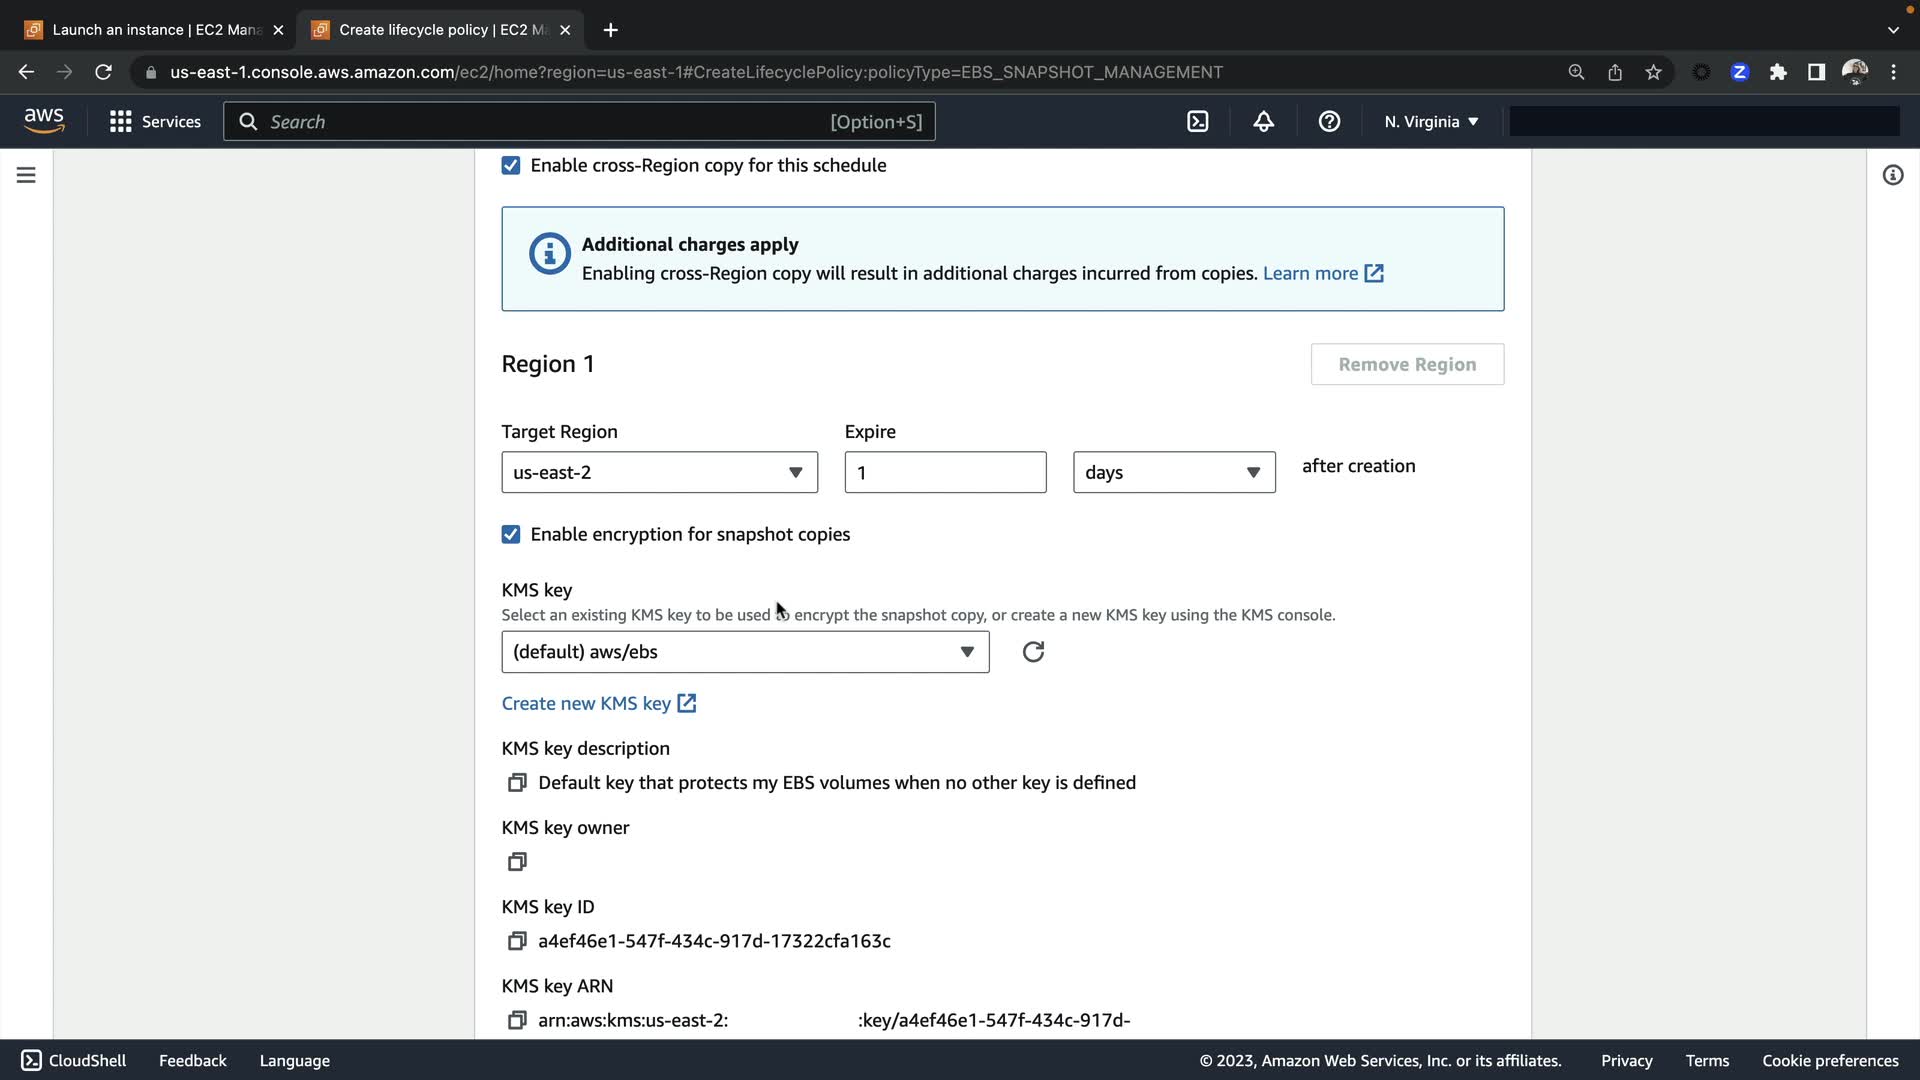 Launch an instance | EC2 Mana
Create lifecycle policy | EC2 Ma
us-east-1.console.aws.amazon.com/ec2/home?region=us-east-1#CreateLifecyclePolicy:policyType=EBS_SNAPSHOT_MANAGEMENT
Z
aws
Services
Search
[Option+S]
N. Virginia
Enable cross-Region copy for this schedule
Additional charges apply
Enabling cross-Region copy will result in additional charges incurred from copies. Learn more
Region 1
Remove Region
Target Region
Expire
us-east-2
1
days
after creation
Enable encryption for snapshot copies
KMS key
Select an existing KMS key to be used to encrypt the snapshot copy, or create a new KMS key using the KMS console.
(default) aws/ebs
Create new KMS key
KMS key description
Default key that protects my EBS volumes when no other key is defined
KMS key owner
KMS key ID
a4ef46e1-547f-434c-917d-17322cfa163c
KMS key ARN
arn:aws:kms:us-east-2: :key/a4ef46e1-547f-434c-917d-
CloudShell
Feedback
Language
© 2023, Amazon Web Services, Inc. or its affiliates.
Privacy
Terms
Cookie preferences